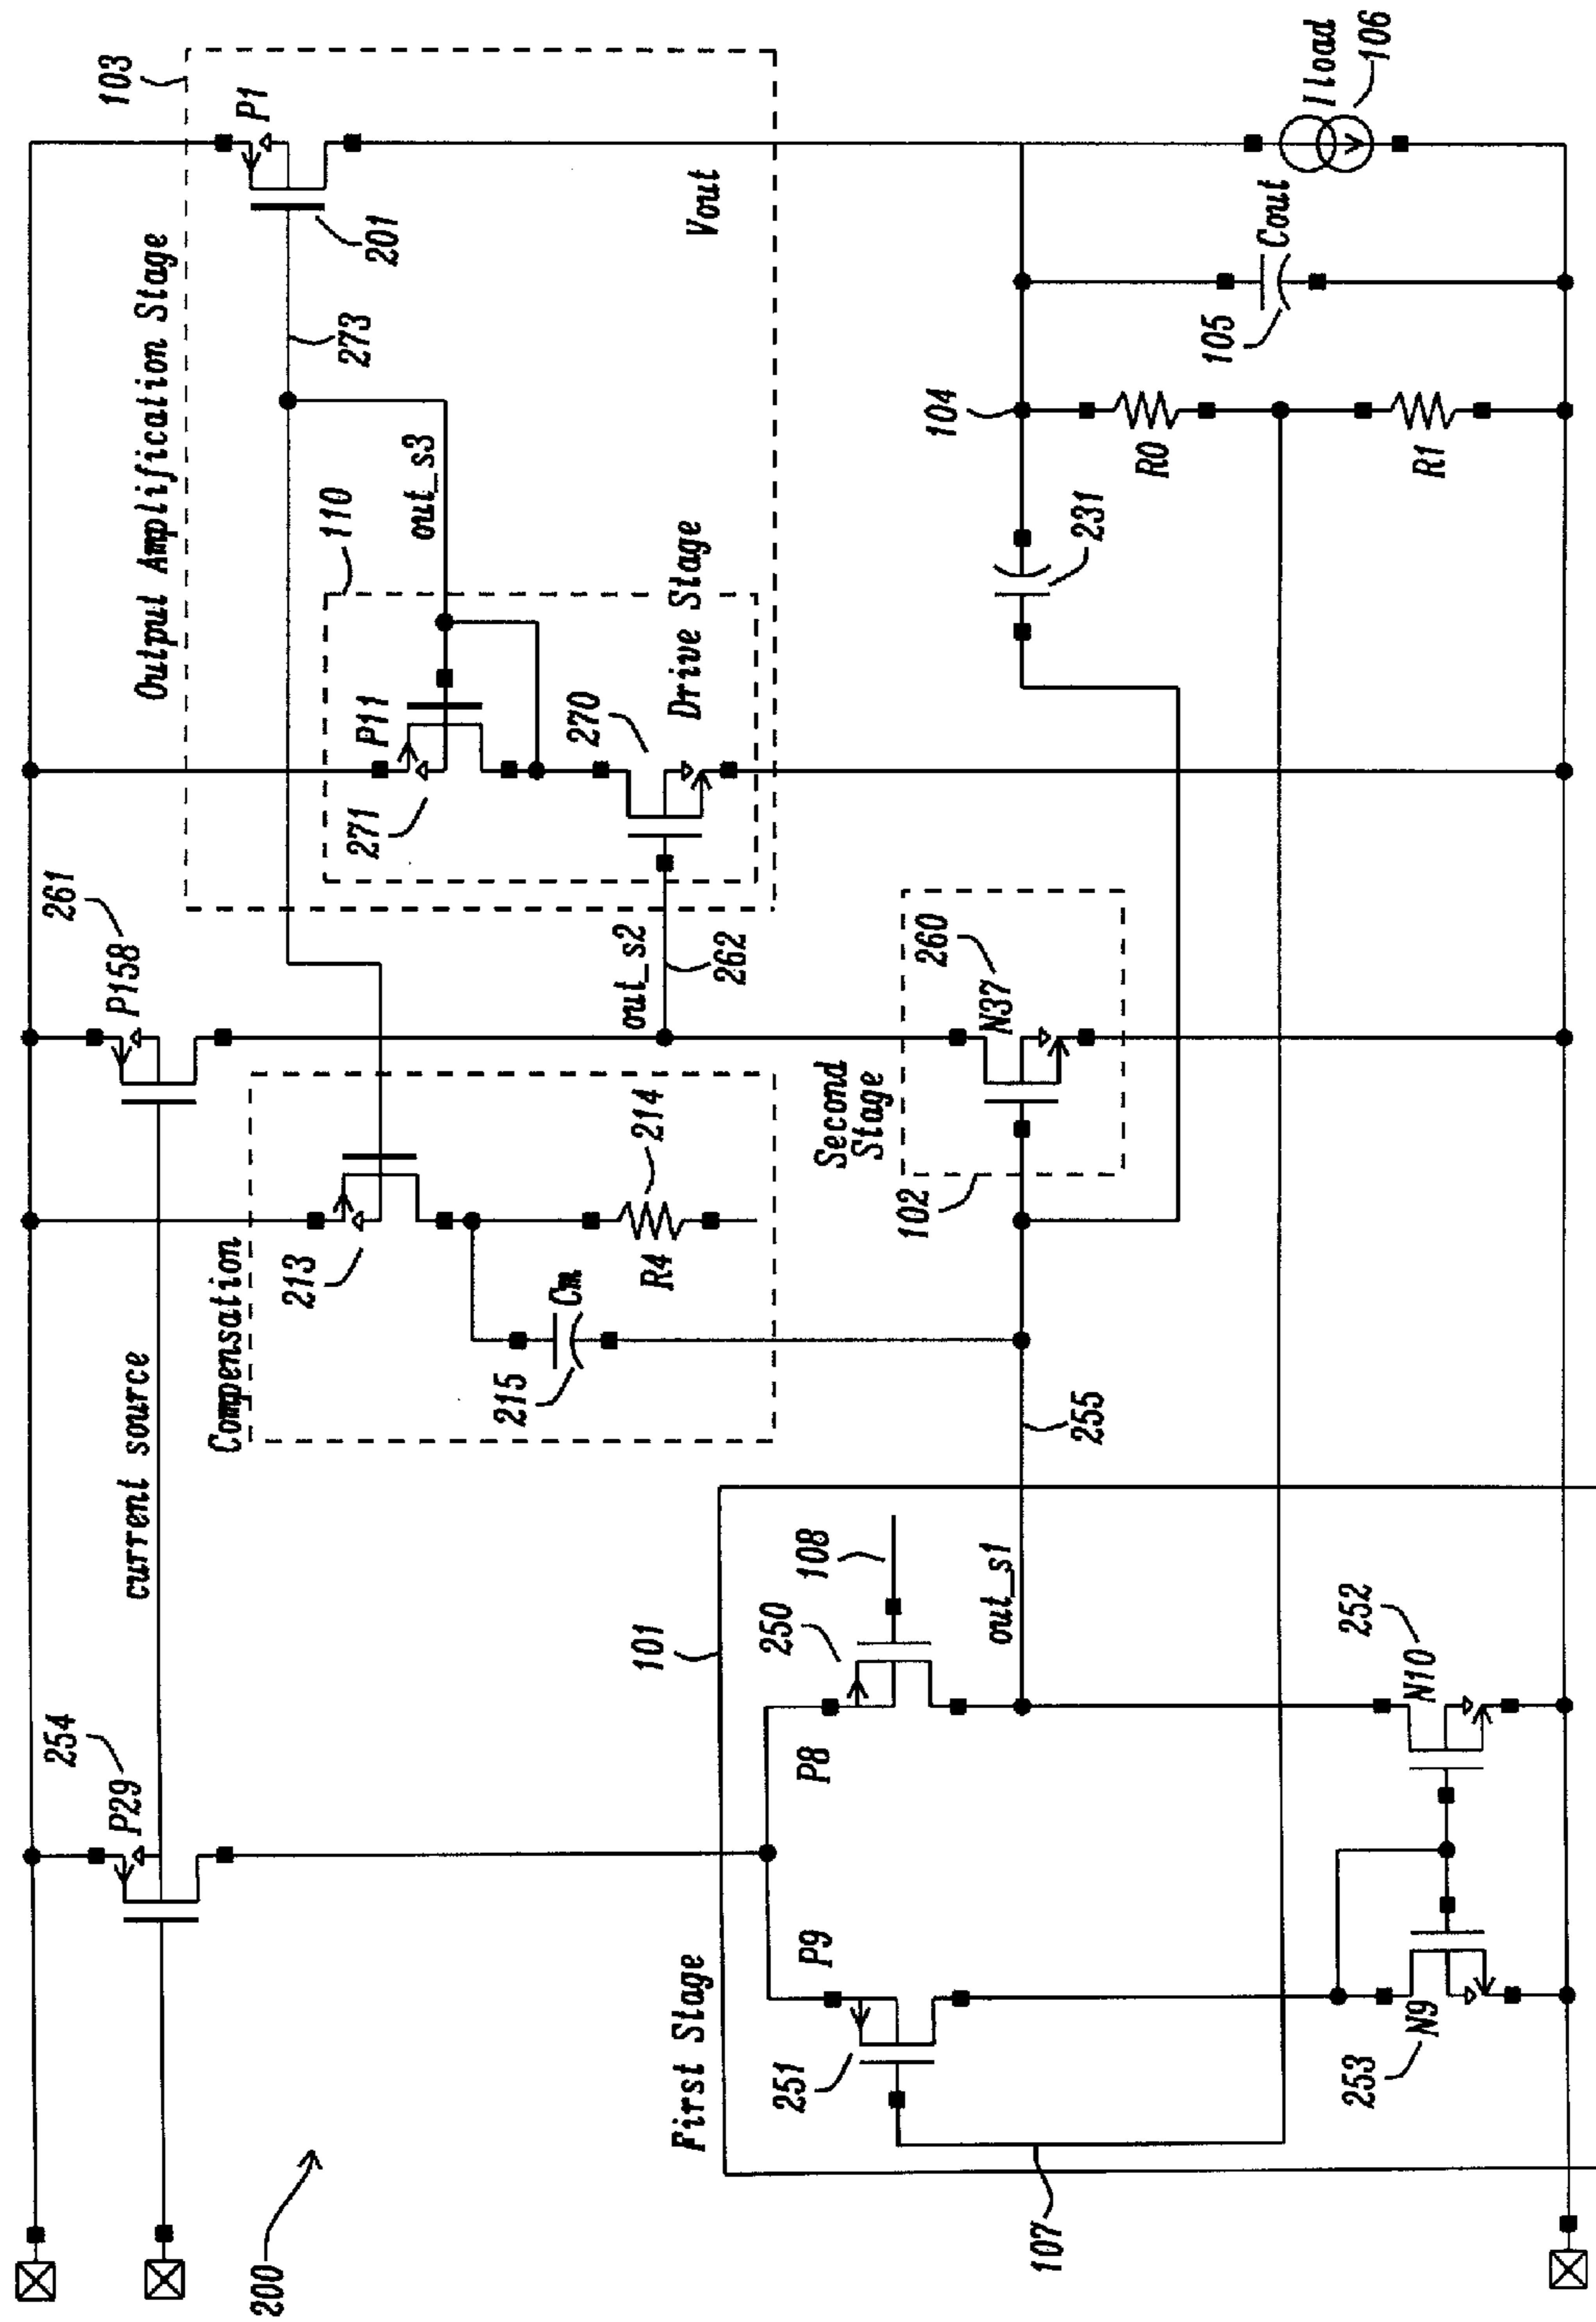 103
Output Amplification Stage
P1
201
273
Vout
out_s3
110
P11
271
270
Drive Stage
261
P158
out_s2
262
Compensation
213
214
R4
Cm
215
Second
Stage
102
N37
260
104
R0
R1
231
105
Cout
Iload
106
current source
254
P29
200
First Stage
101
108
250
P8
P9
251
out_s1
255
N10
252
N9
253
107